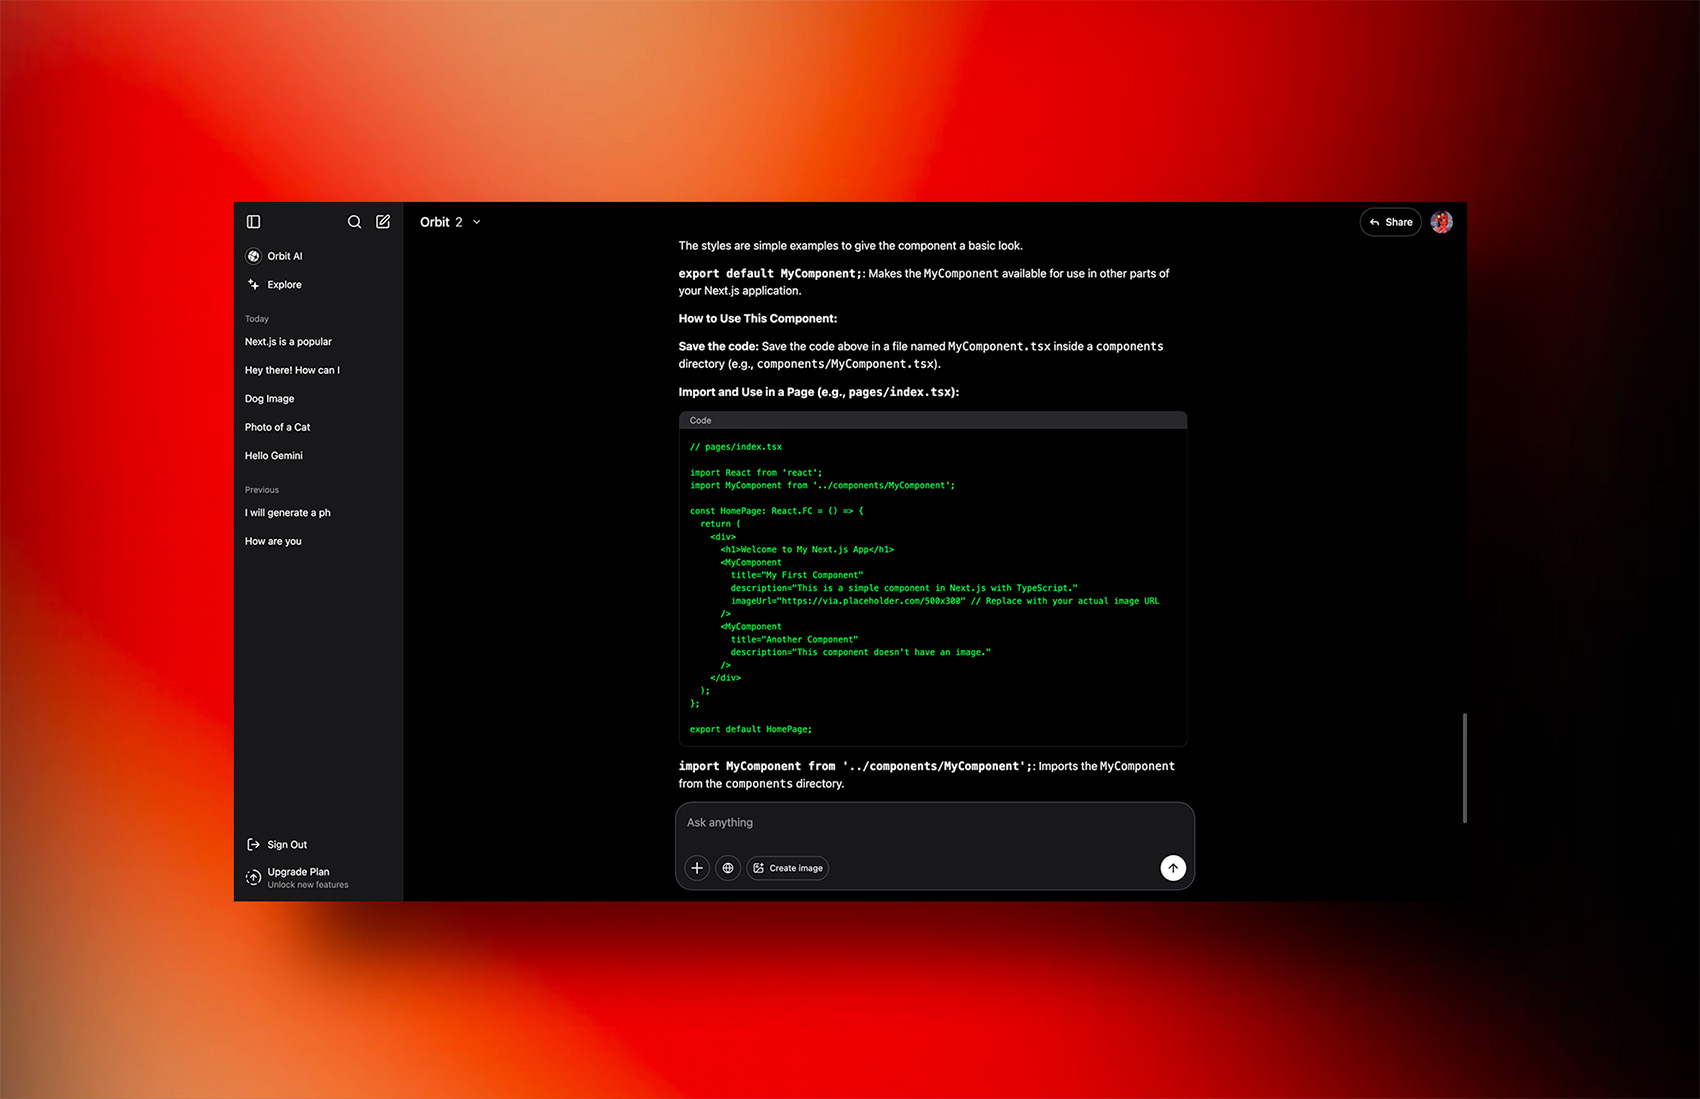 Orbit AI
Explore
Today
Next.js is a popular
Hey there! How can I
Dog Image
Photo of a Cat
Hello Gemini
Previous
I will generate a ph
How are you
Sign Out
Upgrade Plan
Unlock new features
Orbit 2
Share
The styles are simple examples to give the component a basic look.
export default MyComponent;: Makes the MyComponent available for use in other parts of
your Next.js application.
How to Use This Component:
Save the code: Save the code above in a file named MyComponent.tsx inside a components
directory (e.g., components/MyComponent.tsx).
Import and Use in a Page (e.g., pages/index.tsx):
Code
// pages/index.tsx
import React from 'react';
import MyComponent from '../components/MyComponent';
const HomePage: React.FC = () => {
  return (
    <div>
      <h1>Welcome to My Next.js App</h1>
      <MyComponent
        title="My First Component"
        description="This is a simple component in Next.js with TypeScript."
        imageUrl="https://via.placeholder.com/500x300" // Replace with your actual image URL
      />
      <MyComponent
        title="Another Component"
        description="This component doesn't have an image."
      />
    </div>
  );
};
export default HomePage;
import MyComponent from '../components/MyComponent';: Imports the MyComponent
from the components directory.
Ask anything
Create image